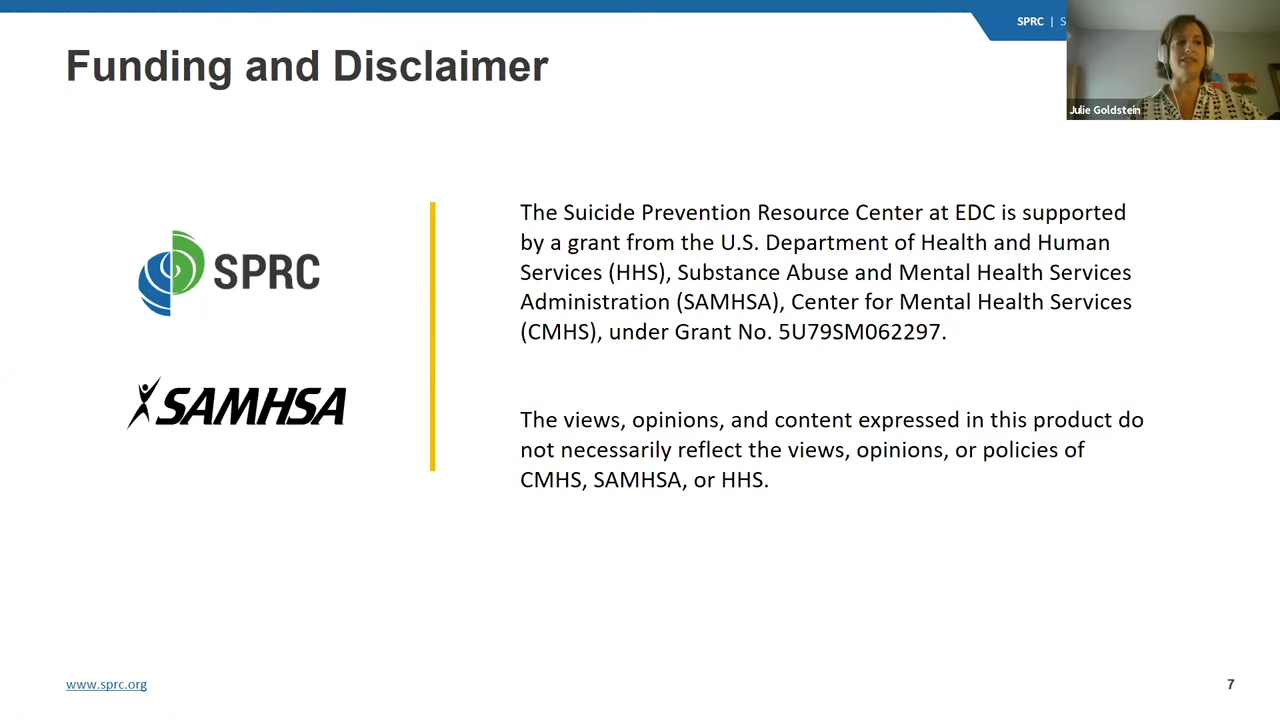 SPRC | S
Funding and Disclaimer
Julie Goldstein
SPRC
SAMHSA
The Suicide Prevention Resource Center at EDC is supported
by a grant from the U.S. Department of Health and Human
Services (HHS), Substance Abuse and Mental Health Services
Administration (SAMHSA), Center for Mental Health Services
(CMHS), under Grant No. 5U79SM062297.
The views, opinions, and content expressed in this product do
not necessarily reflect the views, opinions, or policies of
CMHS, SAMHSA, or HHS.
www.sprc.org
7